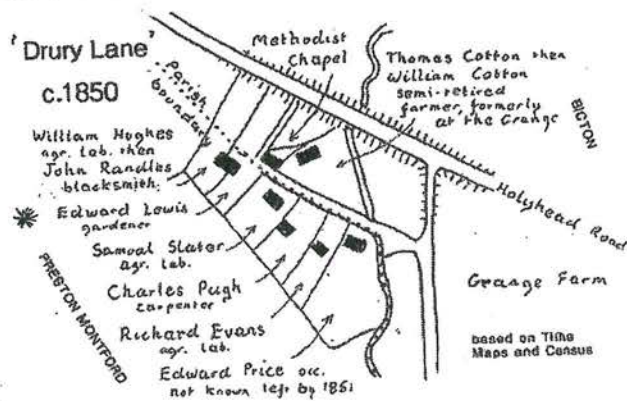 'Drury Lane'
c.1850
Methodist
Chapel
Thomas Cotton then
William Cotton
semi-retired
farmer, formerly
at the Grange
Parish
boundary
BICTON
Holyhead Road
William Hughes
agr. lab. then
John Randles
blacksmith
Edward Lewis
gardener
Samual Slater
agr. lab.
Charles Pugh
carpenter
Richard Evans
agr. lab.
Edward Price occ.
not known left by 1851
PRESTON MONTFORD
Grange Farm
based on Tithe
Maps and Census